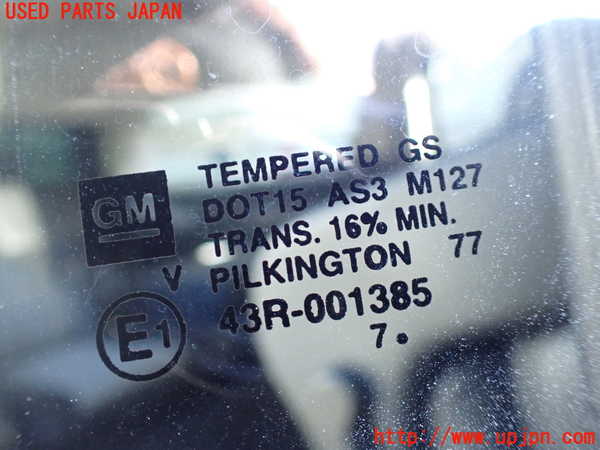 USED PARTS JAPAN
TEMPERED GS
GM
DOT15 AS3 M127
TRANS. 16% MIN.
V PILKINGTON 77
E1 43R-001385
7 .
http://www.upjpn.com/